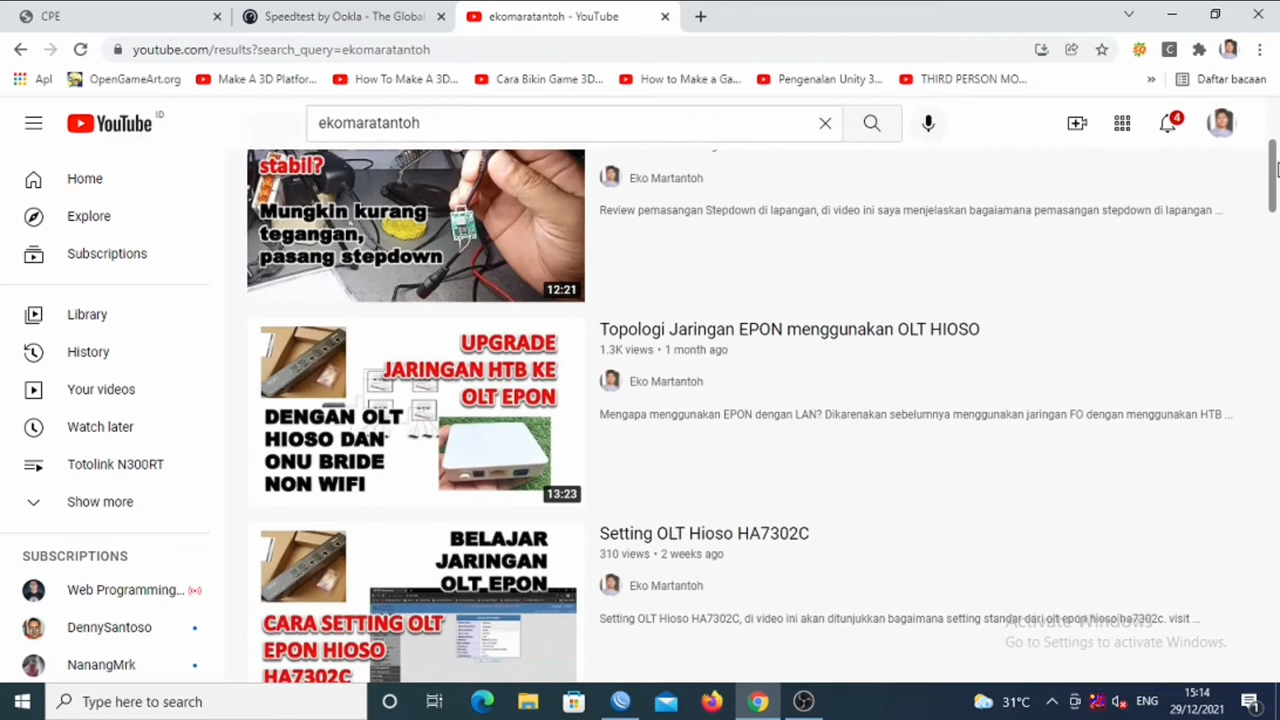 CPE
Speedtest by Ookla - The Global
ekomaratantoh - YouTube
youtube.com/results?search_query=ekomaratantoh
Apl
OpenGameArt.org
Make A 3D Platfor...
How To Make A 3D...
Cara Bikin Game 3D...
How to Make a Ga...
Pengenalan Unity 3...
THIRD PERSON MO...
»
Daftar bacaan
YouTube ID
ekomaratantoh
4
Home
Explore
Subscriptions
Library
History
Your videos
Watch later
Totolink N300RT
Show more
SUBSCRIPTIONS
Web Programming...
DennySantoso
NanangMrk
stabil?
Mungkin kurang
tegangan,
pasang stepdown
12:21
Eko Martantoh
Review pemasangan Stepdown di lapangan, di video ini saya menjelaskan bagaiamana pemasangan stepdown di lapangan ...
UPGRADE
JARINGAN HTB KE
OLT EPON
DENGAN OLT
HIOSO DAN
ONU BRIDE
NON WIFI
13:23
Topologi Jaringan EPON menggunakan OLT HIOSO
1.3K views • 1 month ago
Eko Martantoh
Mengapa menggunakan EPON dengan LAN? Dikarenakan sebelumnya menggunakan jaringan FO dengan menggunakan HTB ...
BELAJAR
JARINGAN
OLT EPON
CARA SETTING OLT
EPON HIOSO
HA7302C
Setting OLT Hioso HA7302C
310 views • 2 weeks ago
Eko Martantoh
Setting OLT Hioso HA7302C, di video ini akan ditunjukkan bagaimana setting standar dari olt epon hioso ha7302c. visit ...
Activate Windows
Go to Settings to activate Windows.
Type here to search
31°C
ENG
15:14
29/12/2021
1